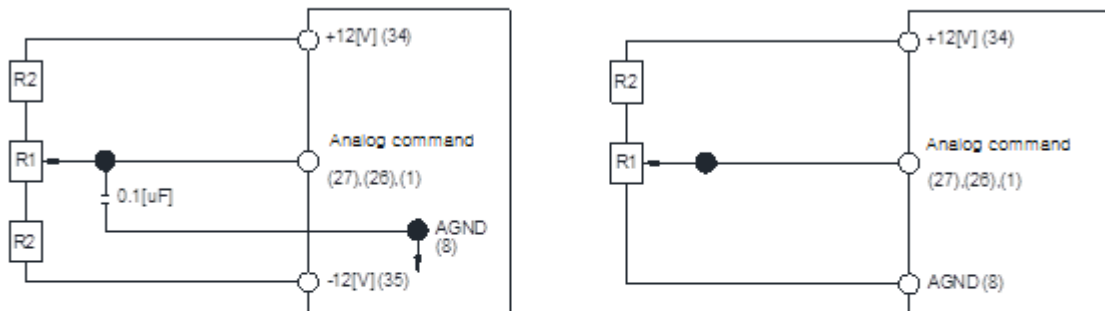 +12[V] (34)
R2
Analog command
R1
(27),(26),(1)
0.1[uF]
AGND
(8)
R2
-12[V] (35)
+12[V] (34)
R2
Analog command
R1
(27),(26),(1)
AGND (8)